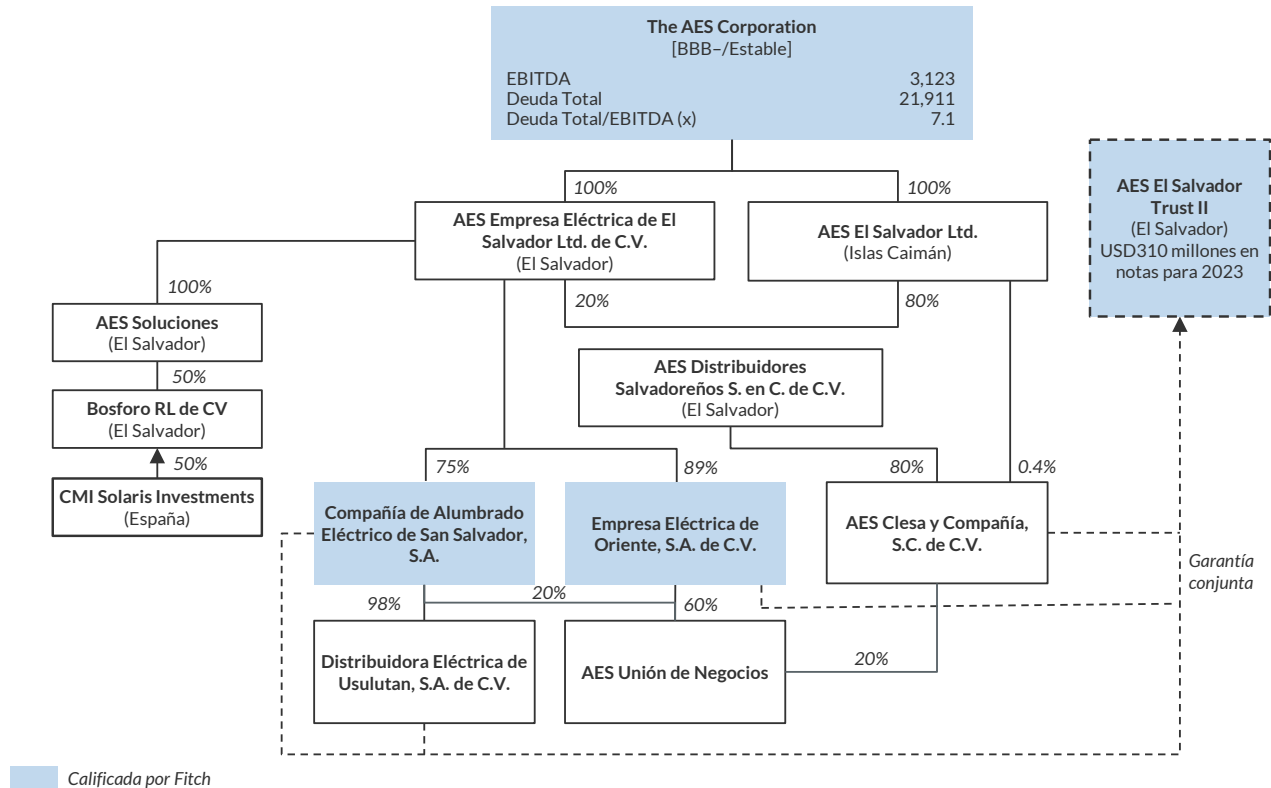 The AES Corporation
[BBB–/Estable]
EBITDA 3,123
Deuda Total 21,911
Deuda Total/EBITDA (x) 7.1
100%
100%
AES Empresa Eléctrica de El
Salvador Ltd. de C.V.
(El Salvador)
AES El Salvador Ltd.
(Islas Caimán)
AES El Salvador
Trust II
(El Salvador)
USD310 millones en
notas para 2023
100%
20%
80%
AES Soluciones
(El Salvador)
50%
AES Distribuidores
Salvadoreños S. en C. de C.V.
(El Salvador)
Bosforo RL de CV
(El Salvador)
50%
75%
89%
80%
0.4%
CMI Solaris Investments
(España)
Compañía de Alumbrado
Eléctrico de San Salvador,
S.A.
Empresa Eléctrica de
Oriente, S.A. de C.V.
AES Clesa y Compañía,
S.C. de C.V.
Garantía
conjunta
98%
20%
60%
Distribuidora Eléctrica de
Usulutan, S.A. de C.V.
AES Unión de Negocios
20%
Calificada por Fitch